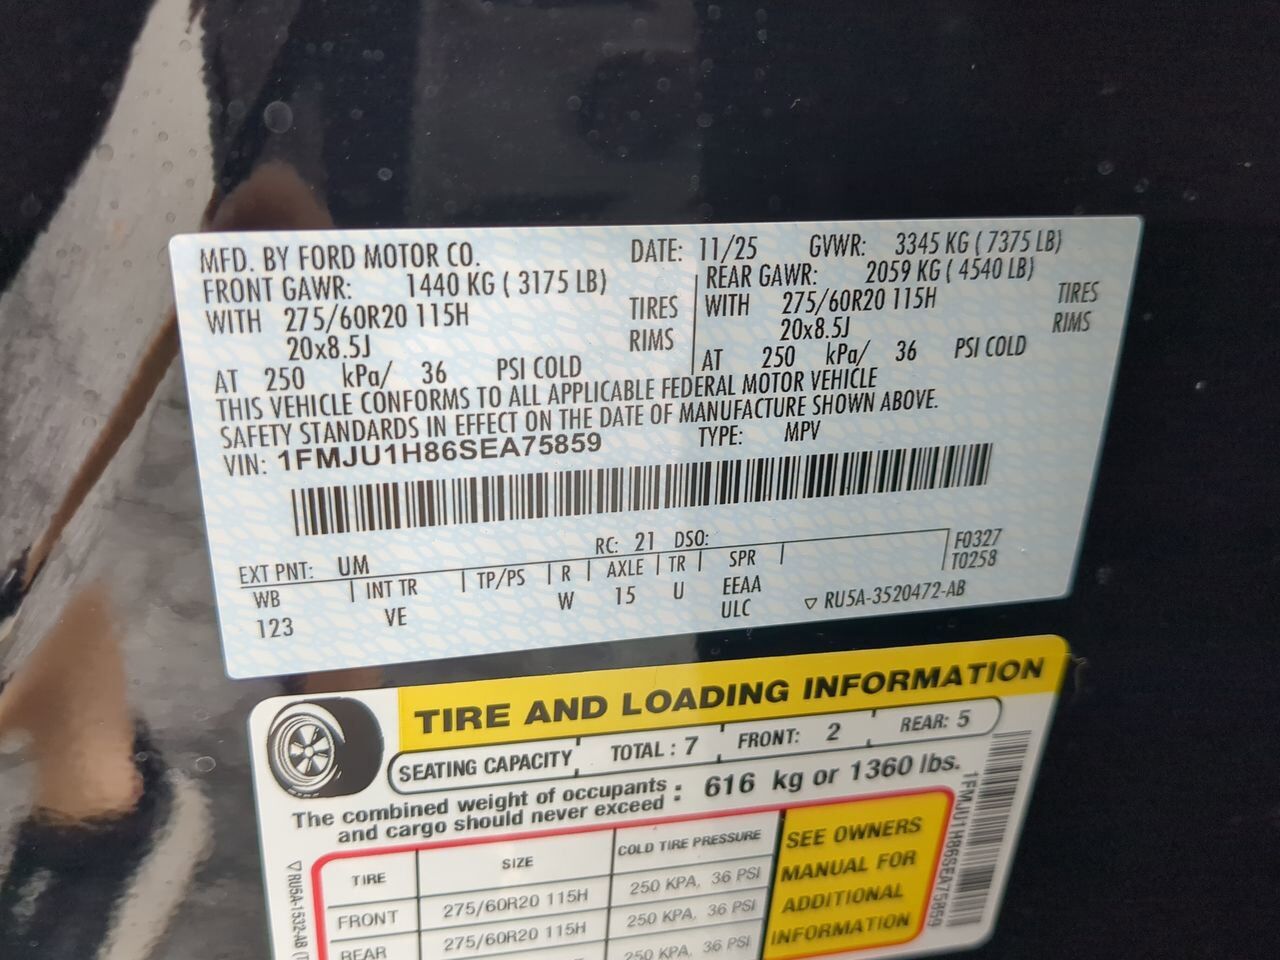 MFD. BY FORD MOTOR CO. DATE: 11/25 GVWR: 3345 KG ( 7375 LB)
FRONT GAWR: 1440 KG ( 3175 LB) REAR GAWR: 2059 KG ( 4540 LB)
WITH 275/60R20 115H TIRES WITH 275/60R20 115H TIRES
20x8.5J RIMS 20x8.5J RIMS
AT 250 kPa/ 36 PSI COLD AT 250 kPa/ 36 PSI COLD
THIS VEHICLE CONFORMS TO ALL APPLICABLE FEDERAL MOTOR VEHICLE
SAFETY STANDARDS IN EFFECT ON THE DATE OF MANUFACTURE SHOWN ABOVE.
VIN: 1FMJU1H86SEA75859 TYPE: MPV
EXT PNT: UM RC: 21 DSO: F0327
WB INT TR TP/PS R AXLE TR SPR T0258
123 VE W 15 U EEAA
ULC ▽ RU5A-3520472-AB
TIRE AND LOADING INFORMATION
SEATING CAPACITY TOTAL : 7 FRONT: 2 REAR: 5
The combined weight of occupants
and cargo should never exceed : 616 kg or 1360 lbs.
TIRE SIZE COLD TIRE PRESSURE
FRONT 275/60R20 115H 250 KPA, 36 PSI
REAR 275/60R20 115H 250 KPA, 36 PSI
250 KPA, 36 PSI
SEE OWNERS
MANUAL FOR
ADDITIONAL
INFORMATION
1FMJU1H86SEA75859
▽ RU5A-1532-AB